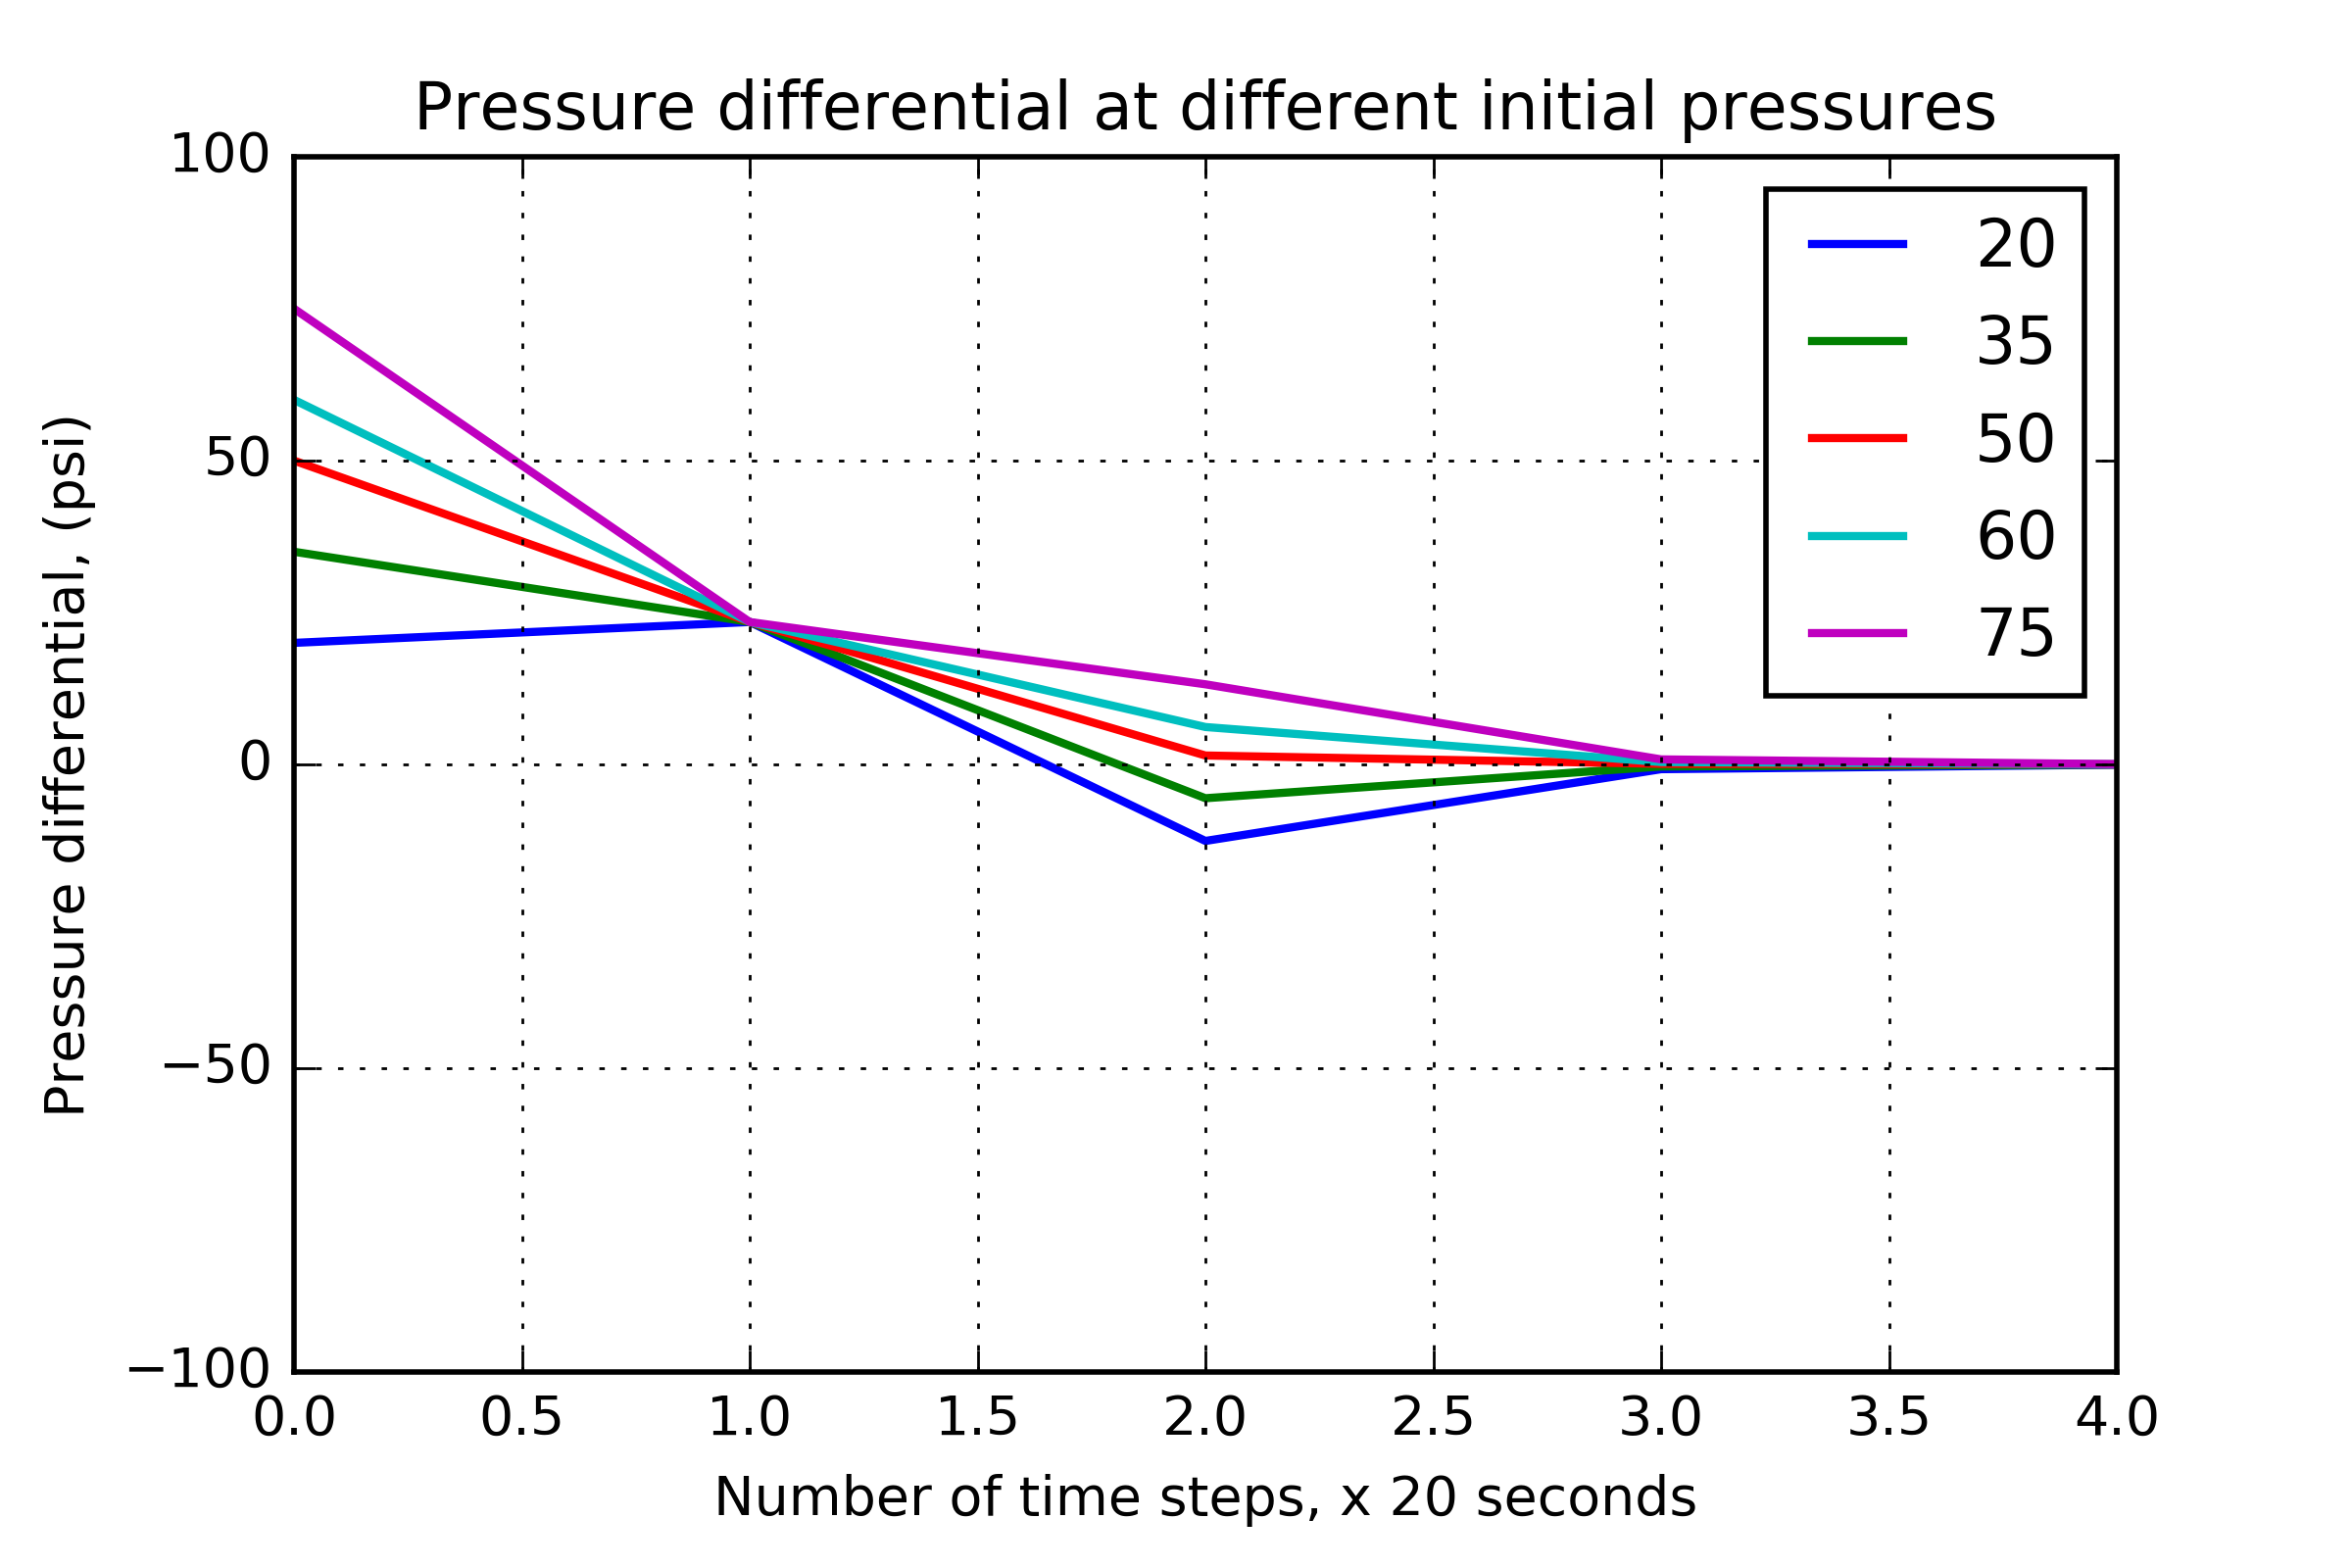 Pressure differential at different initial pressures
100
50
0
−50
−100
Pressure differential, (psi)
20
35
50
60
75
0.0 0.5 1.0 1.5 2.0 2.5 3.0 3.5 4.0
Number of time steps, x 20 seconds